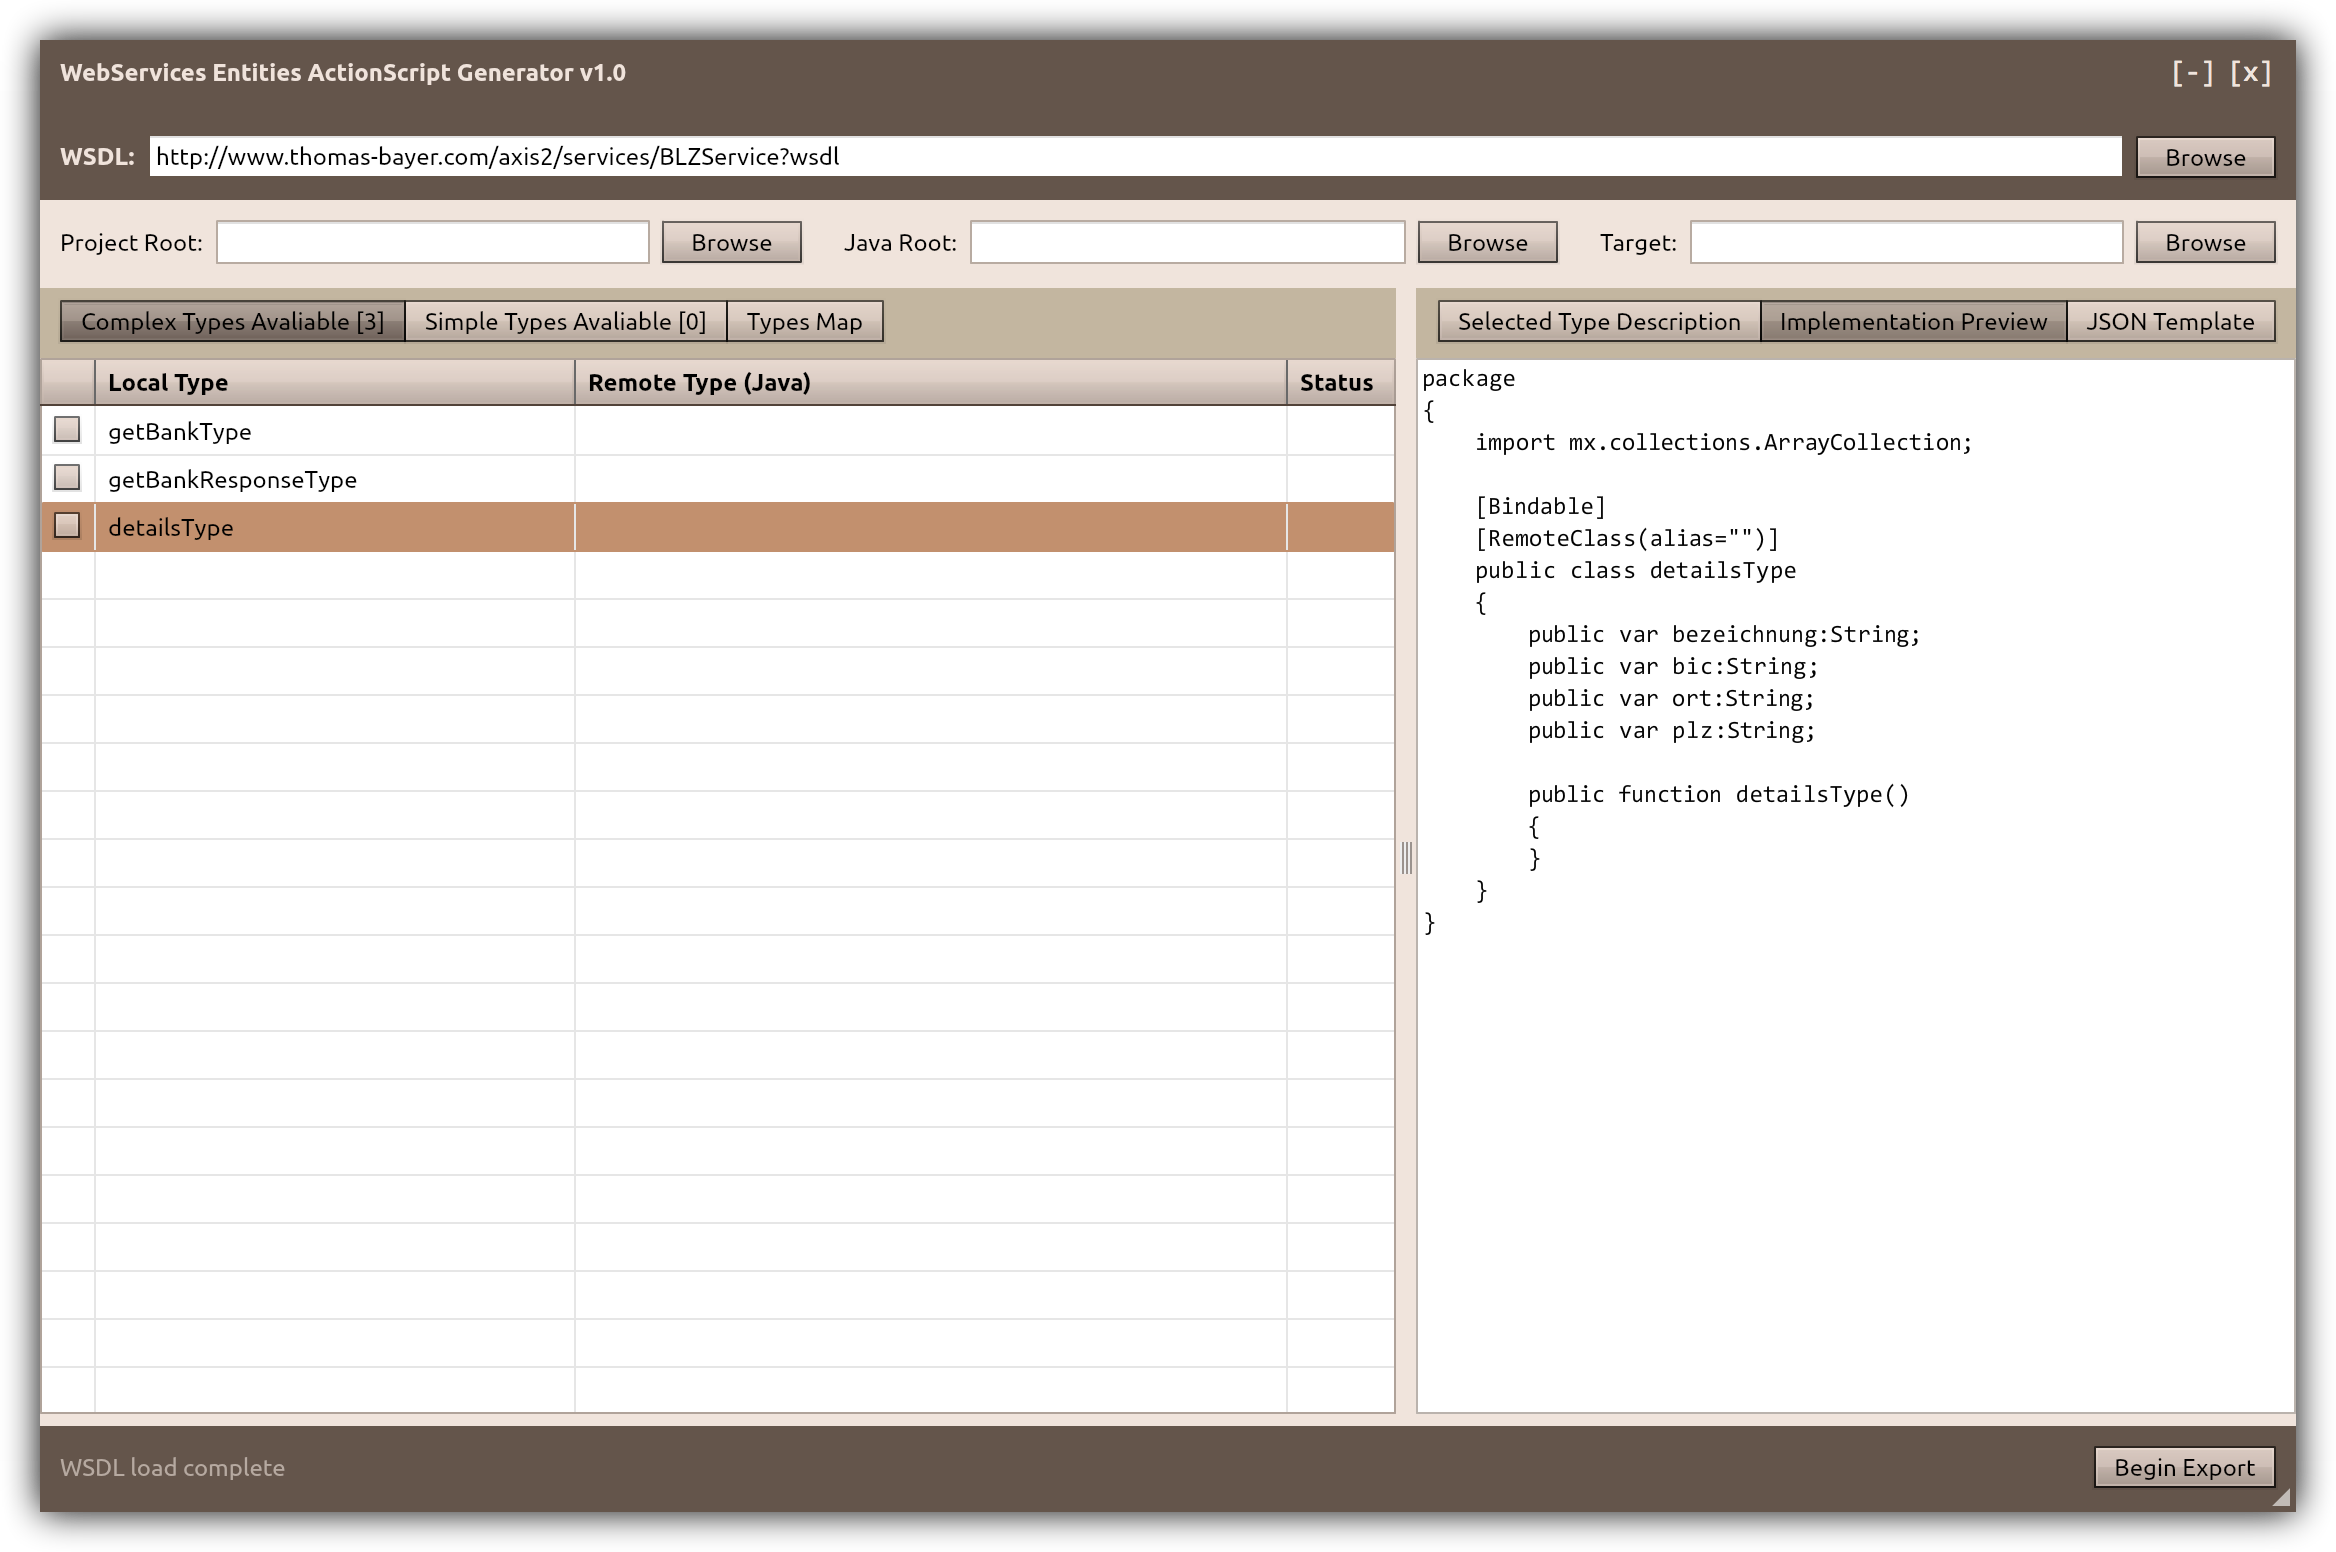 WebServices Entities ActionScript Generator v1.0 [-] [x]
WSDL: http://www.thomas-bayer.com/axis2/services/BLZService?wsdl Browse
Project Root: Browse Java Root: Browse Target: Browse
Complex Types Avaliable [3] Simple Types Avaliable [0] Types Map
Local Type Remote Type (Java) Status
getBankType
getBankResponseType
detailsType
Selected Type Description Implementation Preview JSON Template
package
{
    import mx.collections.ArrayCollection;

    [Bindable]
    [RemoteClass(alias="")]
    public class detailsType
    {
        public var bezeichnung:String;
        public var bic:String;
        public var ort:String;
        public var plz:String;

        public function detailsType()
        {
        }
    }
}
WSDL load complete Begin Export